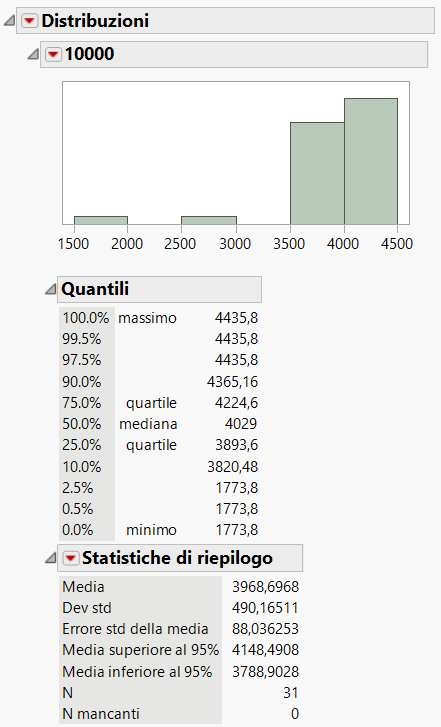 Distribuzioni
10000
1500 2000 2500 3000 3500 4000 4500
Quantili
100.0% massimo 4435,8
99.5% 4435,8
97.5% 4435,8
90.0% 4365,16
75.0% quartile 4224,6
50.0% mediana 4029
25.0% quartile 3893,6
10.0% 3820,48
2.5% 1773,8
0.5% 1773,8
0.0% minimo 1773,8
Statistiche di riepilogo
Media 3968,6968
Dev std 490,16511
Errore std della media 88,036253
Media superiore al 95% 4148,4908
Media inferiore al 95% 3788,9028
N 31
N mancanti 0